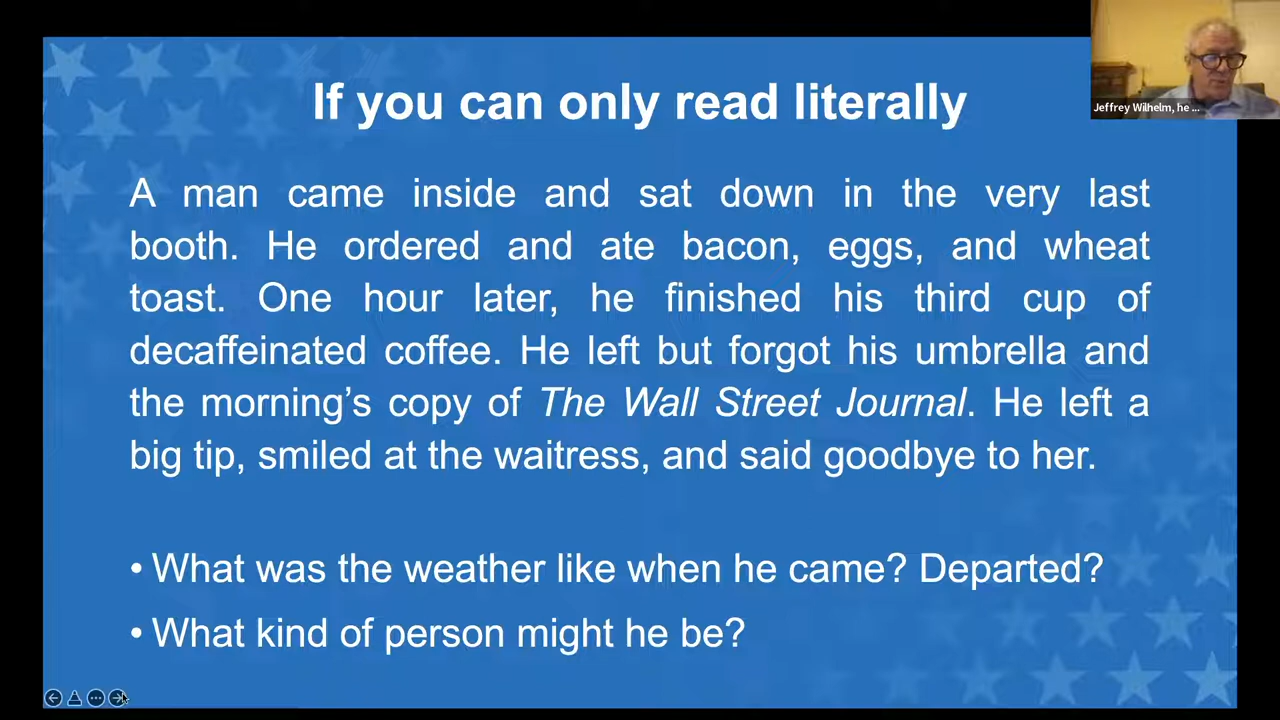 If you can only read literally
Jeffrey Wilhelm, he ...
A man came inside and sat down in the very last
booth. He ordered and ate bacon, eggs, and wheat
toast. One hour later, he finished his third cup of
decaffeinated coffee. He left but forgot his umbrella and
the morning’s copy of The Wall Street Journal. He left a
big tip, smiled at the waitress, and said goodbye to her.
• What was the weather like when he came? Departed?
• What kind of person might he be?